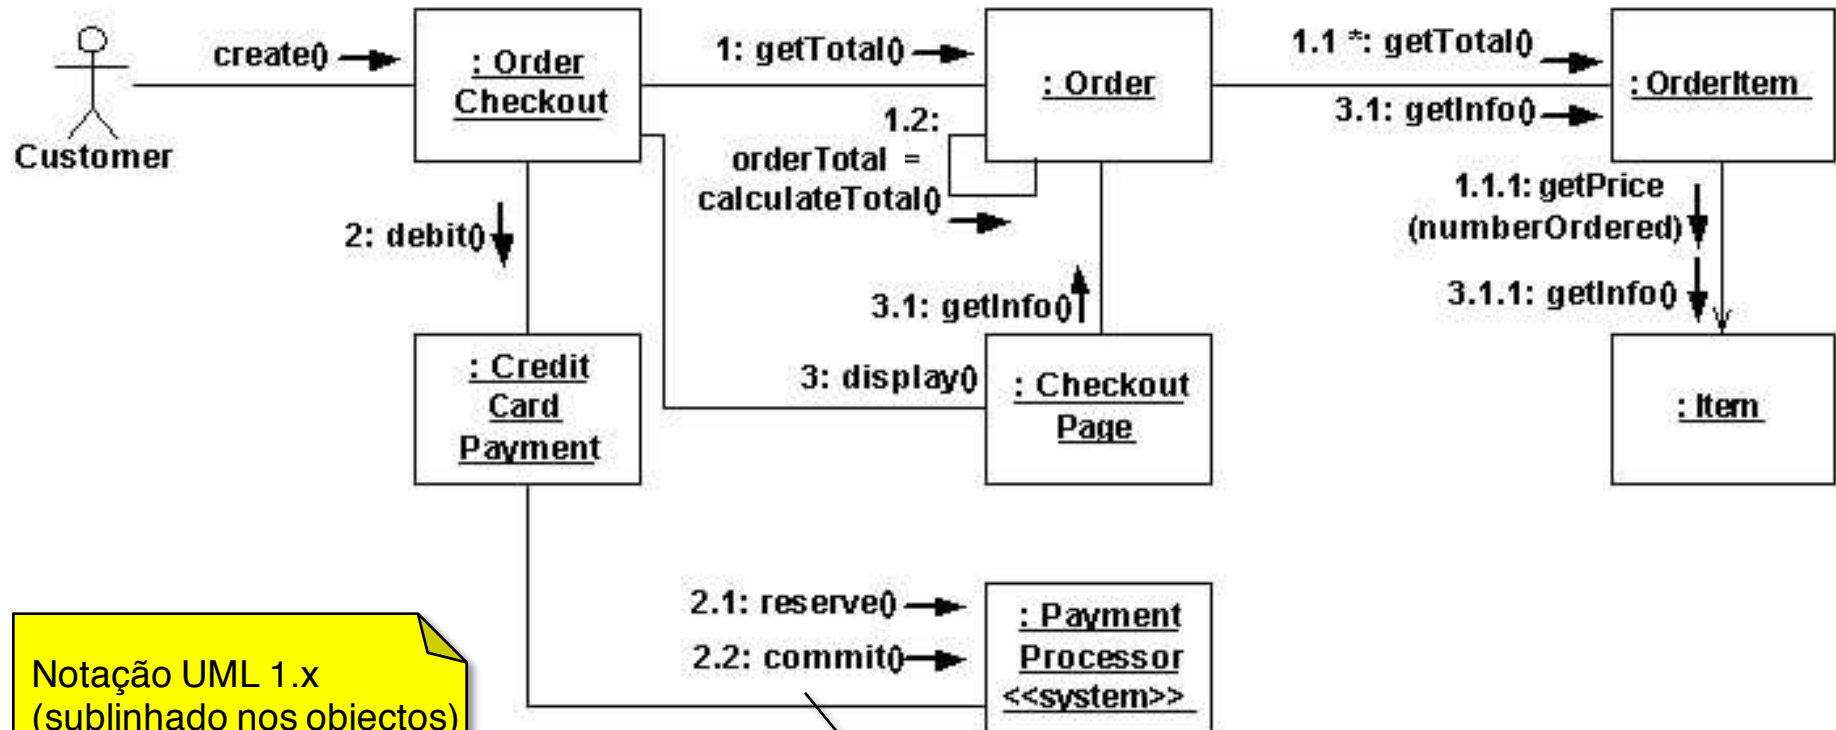 create()
Customer
: Order
Checkout
1: getTotal()
: Order
1.1 *: getTotal()
3.1: getInfo()
: OrderItem
1.2:
orderTotal =
calculateTotal()
1.1.1: getPrice
(numberOrdered)
3.1.1: getInfo()
2: debit()
3.1: getInfo()
3: display()
: Credit
Card
Payment
: Checkout
Page
: Item
2.1: reserve()
2.2: commit()
: Payment
Processor
<<system>>
Notação UML 1.x
(sublinhado nos objectos)